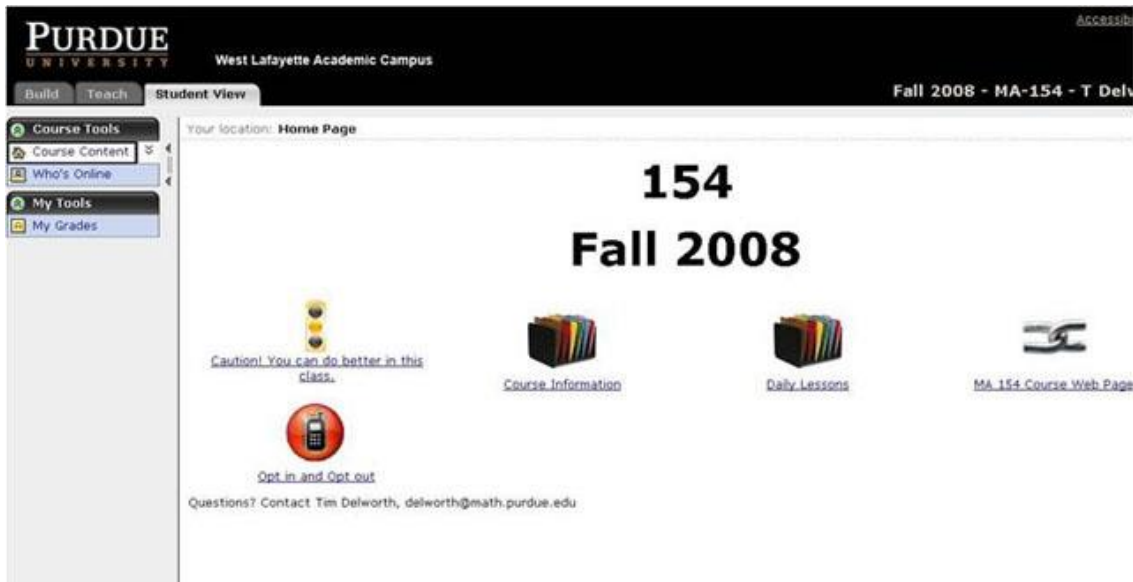 Accessib
PURDUE
UNIVERSITY
West Lafayette Academic Campus
Build Teach Student View
Fall 2008 - MA-154 - T Delw
Course Tools
Course Content
Who's Online
My Tools
My Grades
Your location: Home Page
154
Fall 2008
Caution! You can do better in this
class.
Course Information
Daily Lessons
MA 154 Course Web Page
Opt in and Opt out
Questions? Contact Tim Delworth, delworth@math.purdue.edu